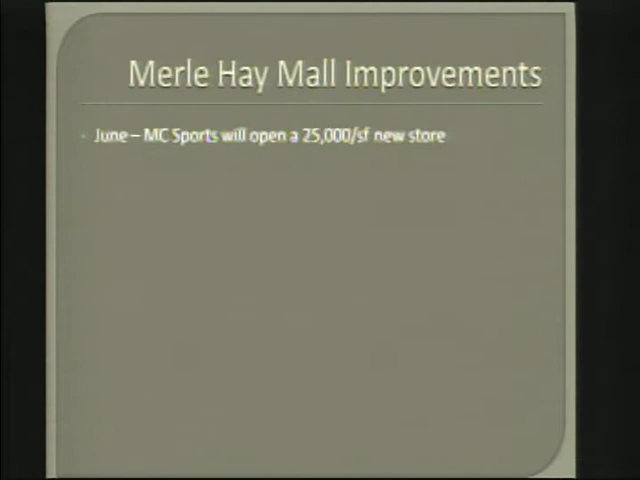 Merle Hay Mall Improvements
June – MC Sports will open a 25,000/sf new store